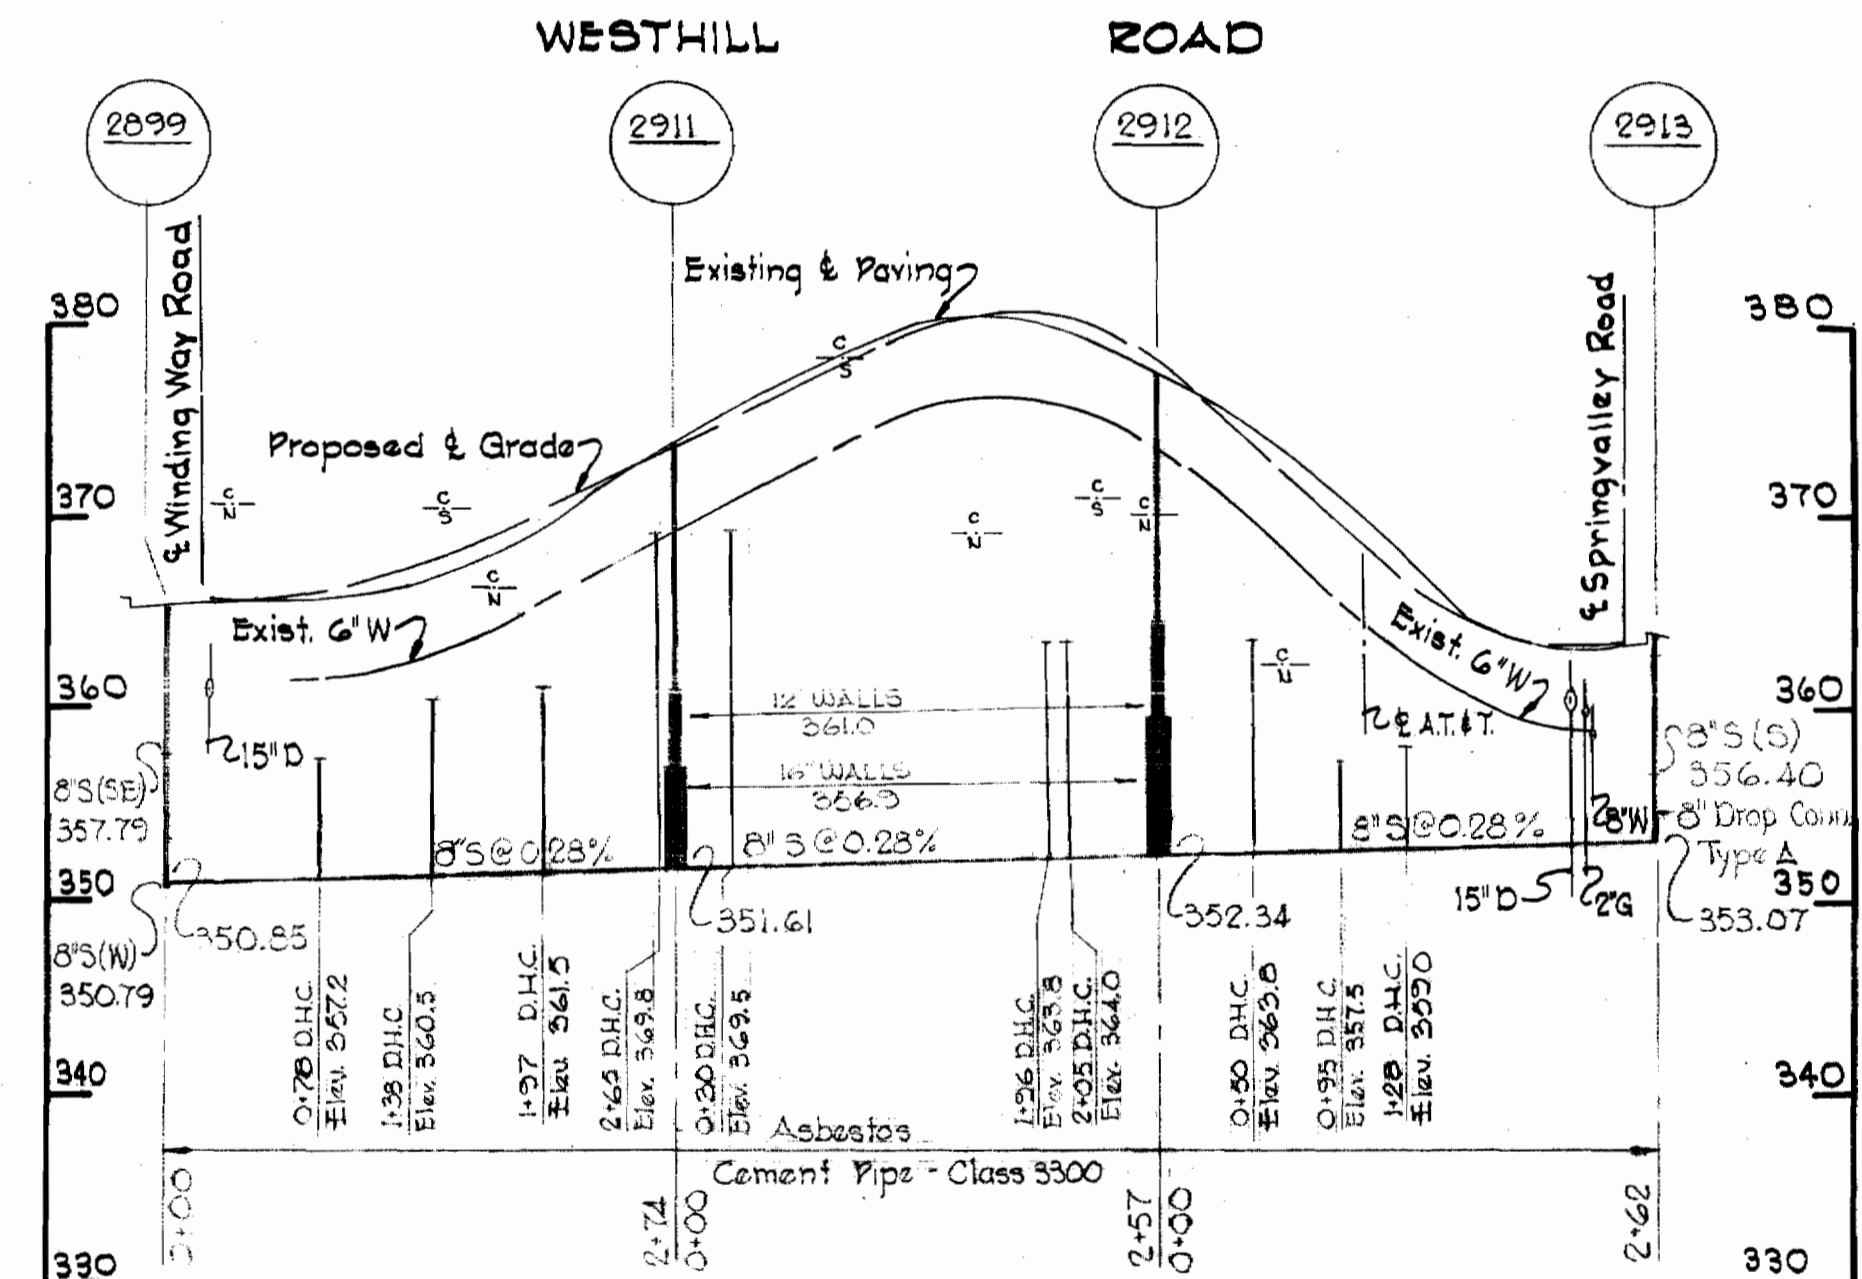 WESTHILL ROAD
2899
2911
2912
2913
℄ Winding Way Road
Existing ℄ Paving
℄ Springvalley Road
380
380
C/S
Proposed ℄ Grade
370
C/N
C/S
C/N
C/S
C/N
370
C/N
Exist. 6"W
Exist. 6"W
C/N
360
12" WALLS
361.0
℄ A.T.&T.
360
15"D
16" WALLS
356.9
8"S(S)
356.40
8"S(SE)
357.79
8"S@0.28%
8"S@0.28%
8"S@0.28%
8"W
8" Drop Conn.
Type A
350
350
350.85
351.61
352.34
15"D
2"G
353.07
8"S(W)
350.79
0+78 D.H.C.
Elev. 357.2
1+38 D.H.C.
Elev. 360.5
1+97 D.H.C.
Elev. 361.5
2+65 D.H.C.
Elev. 369.8
0+30 D.H.C.
Elev. 369.5
1+96 D.H.C.
Elev. 363.8
2+05 D.H.C.
Elev. 364.0
0+50 D.H.C.
Elev. 363.8
0+95 D.H.C.
Elev. 357.5
1+28 D.H.C.
Elev. 359.0
340
340
Asbestos
Cement Pipe - Class 3300
0+00
2+74
0+00
2+57
0+00
2+62
330
330